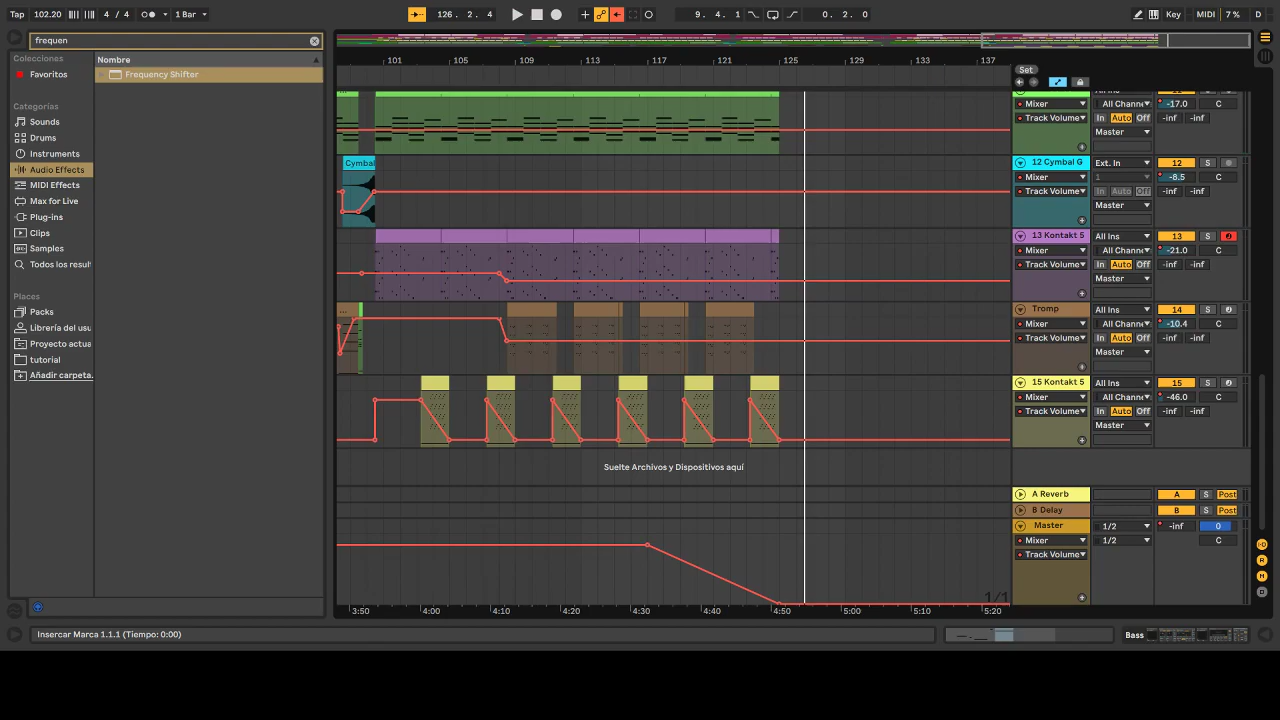 Tap 102.20 4 / 4 1 Bar 126. 2. 4 9. 4. 1 0. 2. 0 Key MIDI 7 % D
frequen
Colecciones
Favoritos
Categorías
Sounds
Drums
Instruments
Audio Effects
MIDI Effects
Max for Live
Plug-ins
Clips
Samples
Todos los resul
Places
Packs
Librería del usu
Proyecto actua
tutorial
Añadir carpeta.
Nombre
Frequency Shifter
101 105 109 113 117 121 125 129 133 137
Set
All Ins
Mixer All Channe -17.0 C
Track Volume In Auto Off -inf -inf
Master
Cymbal
12 Cymbal G Ext. In 12 S
Mixer 1 -8.5 C
Track Volume In Auto Off -inf -inf
Master
13 Kontakt 5 All Ins 13 S
Mixer All Channe -21.0 C
Track Volume In Auto Off -inf -inf
Master
Tromp All Ins 14 S
Mixer All Channe -10.4 C
Track Volume In Auto Off -inf -inf
Master
15 Kontakt 5 All Ins 15 S
Mixer All Channe -46.0 C
Track Volume In Auto Off -inf -inf
Master
Suelte Archivos y Dispositivos aquí
A Reverb A S Post
B Delay B S Post
Master 1/2 -inf 0
Mixer 1/2 C
Track Volume
1/1
3:50 4:00 4:10 4:20 4:30 4:40 4:50 5:00 5:10 5:20
Insercar Marca 1.1.1 (Tiempo: 0:00)
Bass